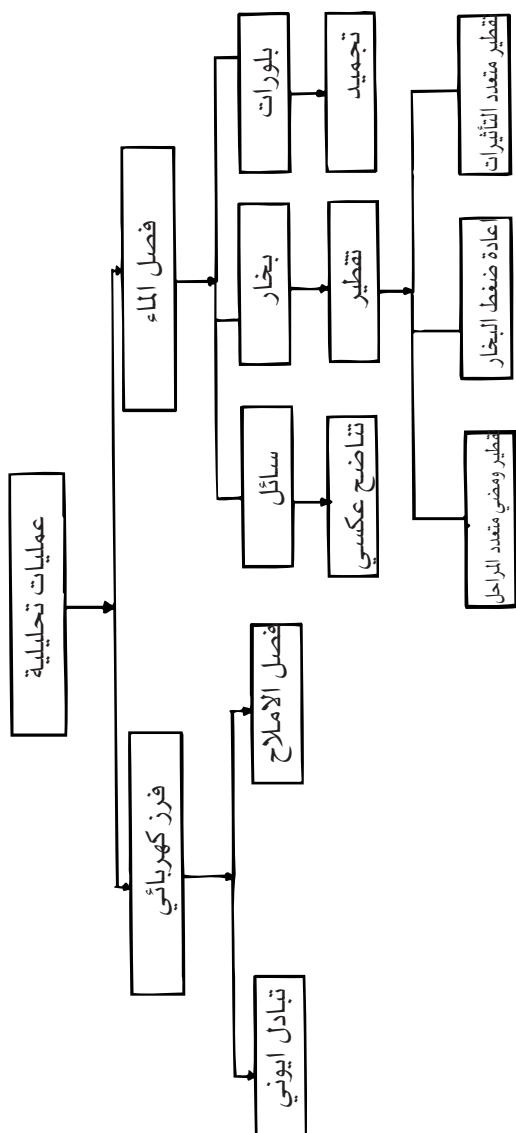 عمليات تحليلية
فصل الماء
فرز كهربائي
بلورات
بخار
سائل
فصل الاملاح
تبادل ايوني
تجميد
تقطير
تناضح عكسي
تقطير متعدد التأثيرات
اعادة ضغط البخار
تقطير ومضي متعدد المراحل